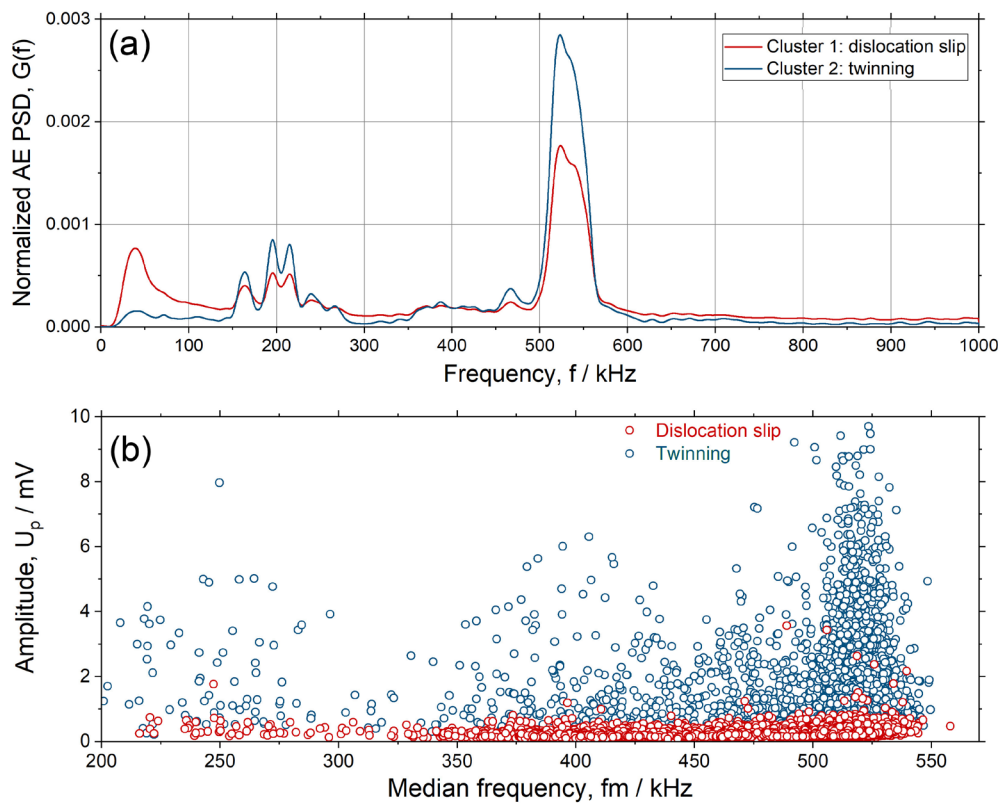 (a)
Normalized AE PSD, G(f)
0.003
0.002
0.001
0.000
Cluster 1: dislocation slip
Cluster 2: twinning
0 100 200 300 400 500 600 700 800 900 1000
Frequency, f / kHz
(b)
Amplitude, Uₚ / mV
10
8
6
4
2
0
Dislocation slip
Twinning
200 250 300 350 400 450 500 550
Median frequency, fm / kHz